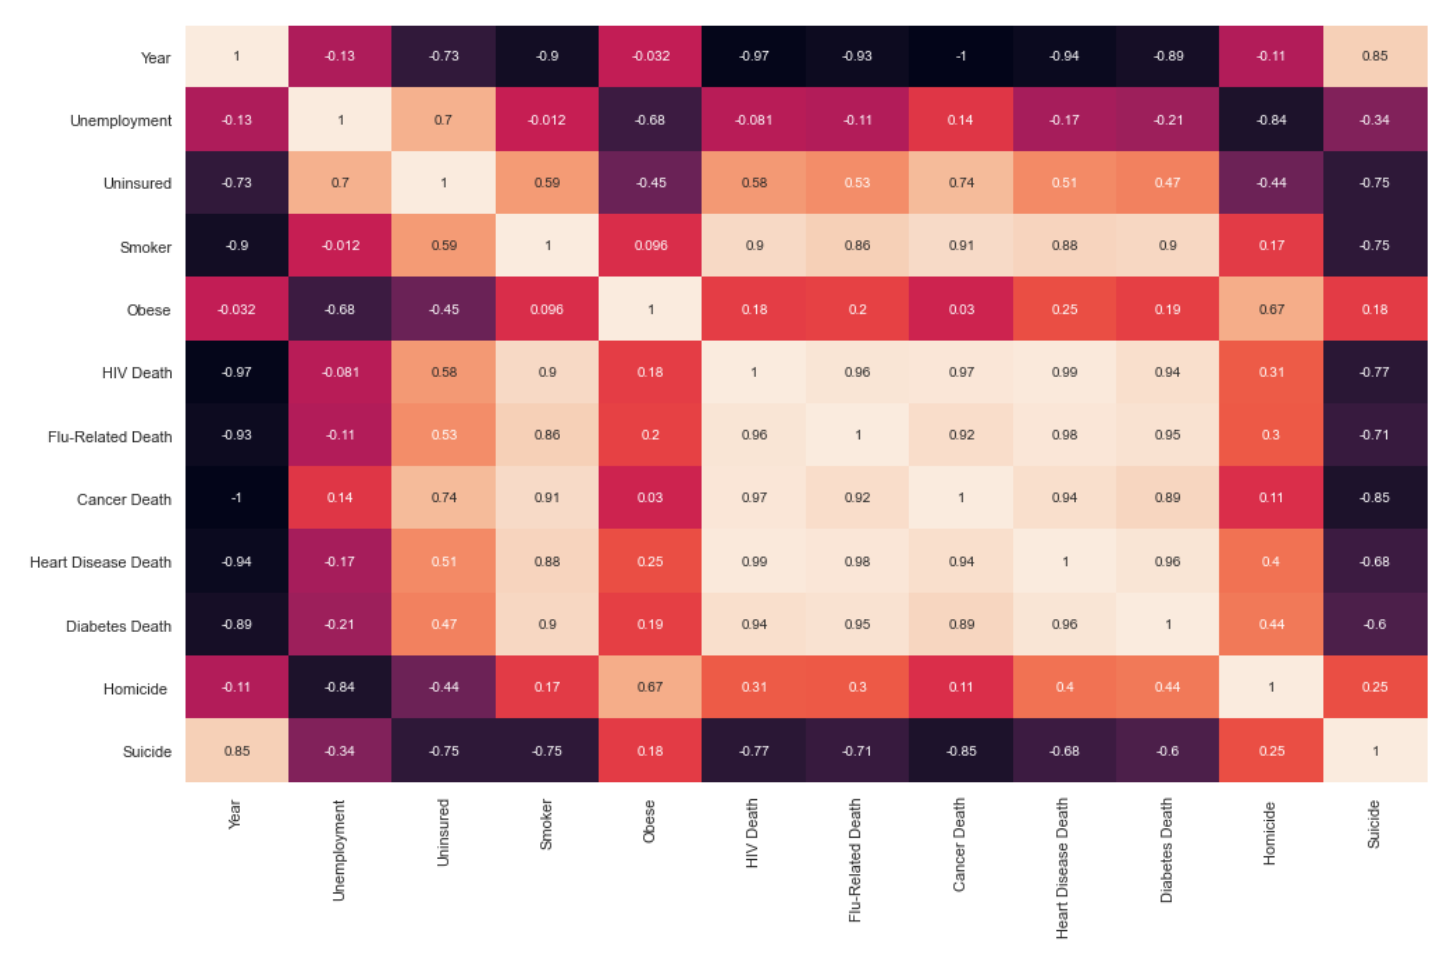 Year 1 -0.13 -0.73 -0.9 -0.032 -0.97 -0.93 -1 -0.94 -0.89 -0.11 0.85
Unemployment -0.13 1 0.7 -0.012 -0.68 -0.081 -0.11 0.14 -0.17 -0.21 -0.84 -0.34
Uninsured -0.73 0.7 1 0.59 -0.45 0.58 0.53 0.74 0.51 0.47 -0.44 -0.75
Smoker -0.9 -0.012 0.59 1 0.096 0.9 0.86 0.91 0.88 0.9 0.17 -0.75
Obese -0.032 -0.68 -0.45 0.096 1 0.18 0.2 0.03 0.25 0.19 0.67 0.18
HIV Death -0.97 -0.081 0.58 0.9 0.18 1 0.96 0.97 0.99 0.94 0.31 -0.77
Flu-Related Death -0.93 -0.11 0.53 0.86 0.2 0.96 1 0.92 0.98 0.95 0.3 -0.71
Cancer Death -1 0.14 0.74 0.91 0.03 0.97 0.92 1 0.94 0.89 0.11 -0.85
Heart Disease Death -0.94 -0.17 0.51 0.88 0.25 0.99 0.98 0.94 1 0.96 0.4 -0.68
Diabetes Death -0.89 -0.21 0.47 0.9 0.19 0.94 0.95 0.89 0.96 1 0.44 -0.6
Homicide -0.11 -0.84 -0.44 0.17 0.67 0.31 0.3 0.11 0.4 0.44 1 0.25
Suicide 0.85 -0.34 -0.75 -0.75 0.18 -0.77 -0.71 -0.85 -0.68 -0.6 0.25 1
Year
Unemployment
Uninsured
Smoker
Obese
HIV Death
Flu-Related Death
Cancer Death
Heart Disease Death
Diabetes Death
Homicide
Suicide